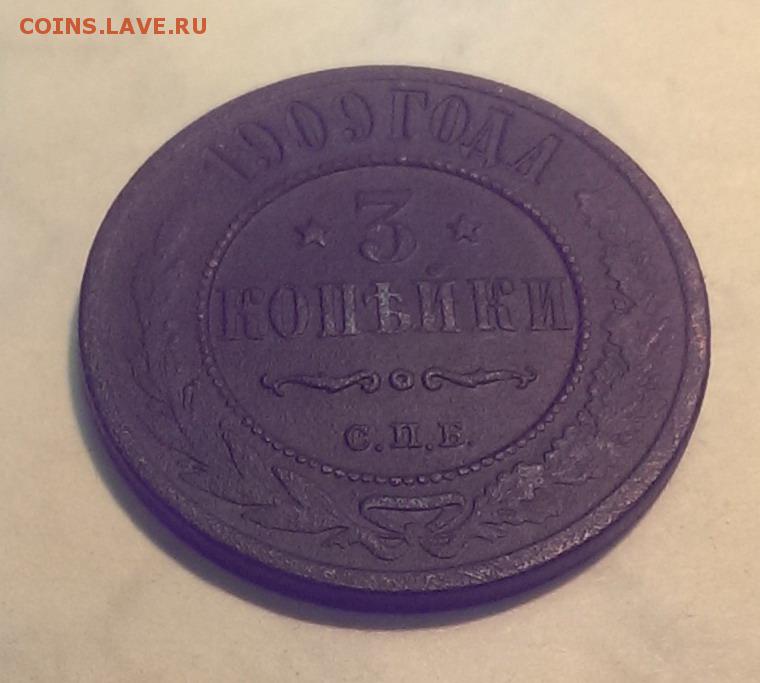 COINS.LAVE.RU
1909 ГОДА
3
КОПѢЙКИ
С.П.Б.